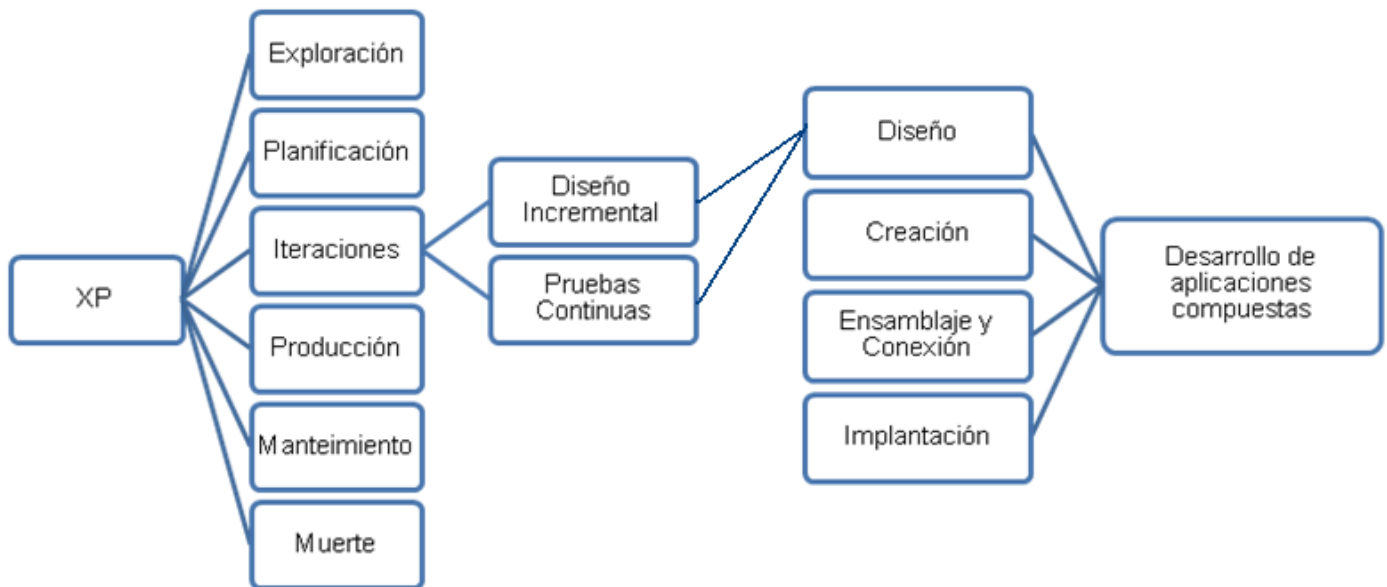 XP
Exploración
Planificación
Iteraciones
Producción
Manteimiento
Muerte
Diseño
Incremental
Pruebas
Continuas
Diseño
Creación
Ensamblaje y
Conexión
Implantación
Desarrollo de
aplicaciones
compuestas